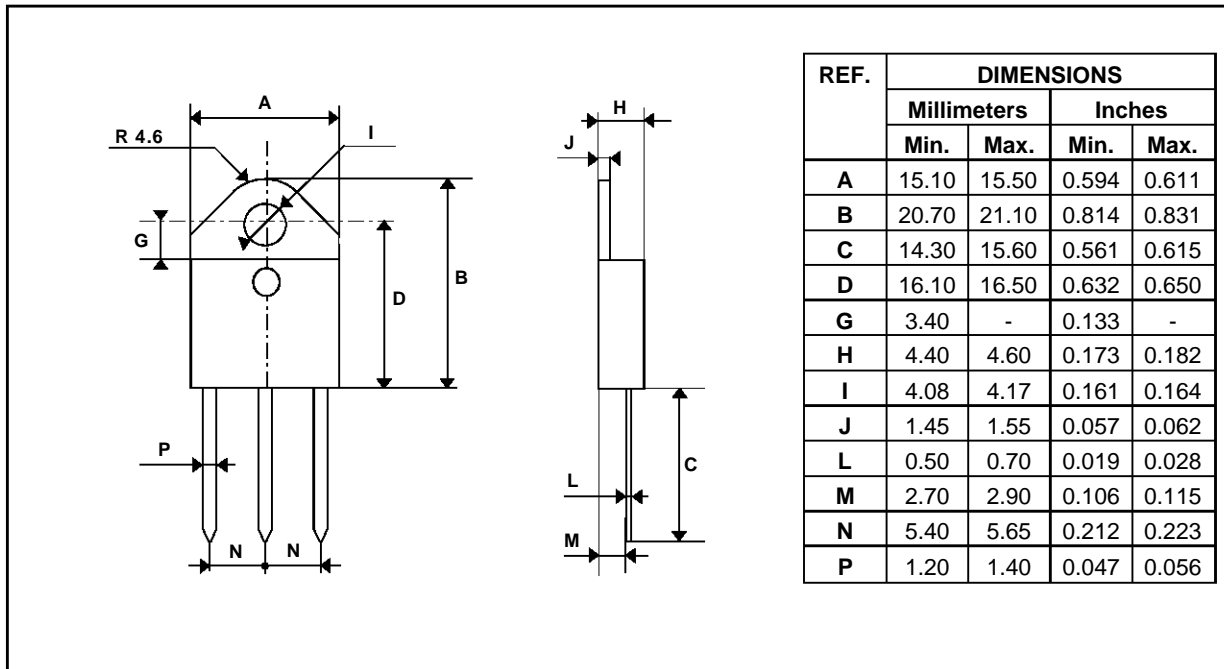 A
R 4.6
I
G
D
B
P
N N
H
J
L
C
M
REF. DIMENSIONS
Millimeters Inches
Min. Max. Min. Max.
A 15.10 15.50 0.594 0.611
B 20.70 21.10 0.814 0.831
C 14.30 15.60 0.561 0.615
D 16.10 16.50 0.632 0.650
G 3.40 - 0.133 -
H 4.40 4.60 0.173 0.182
I 4.08 4.17 0.161 0.164
J 1.45 1.55 0.057 0.062
L 0.50 0.70 0.019 0.028
M 2.70 2.90 0.106 0.115
N 5.40 5.65 0.212 0.223
P 1.20 1.40 0.047 0.056